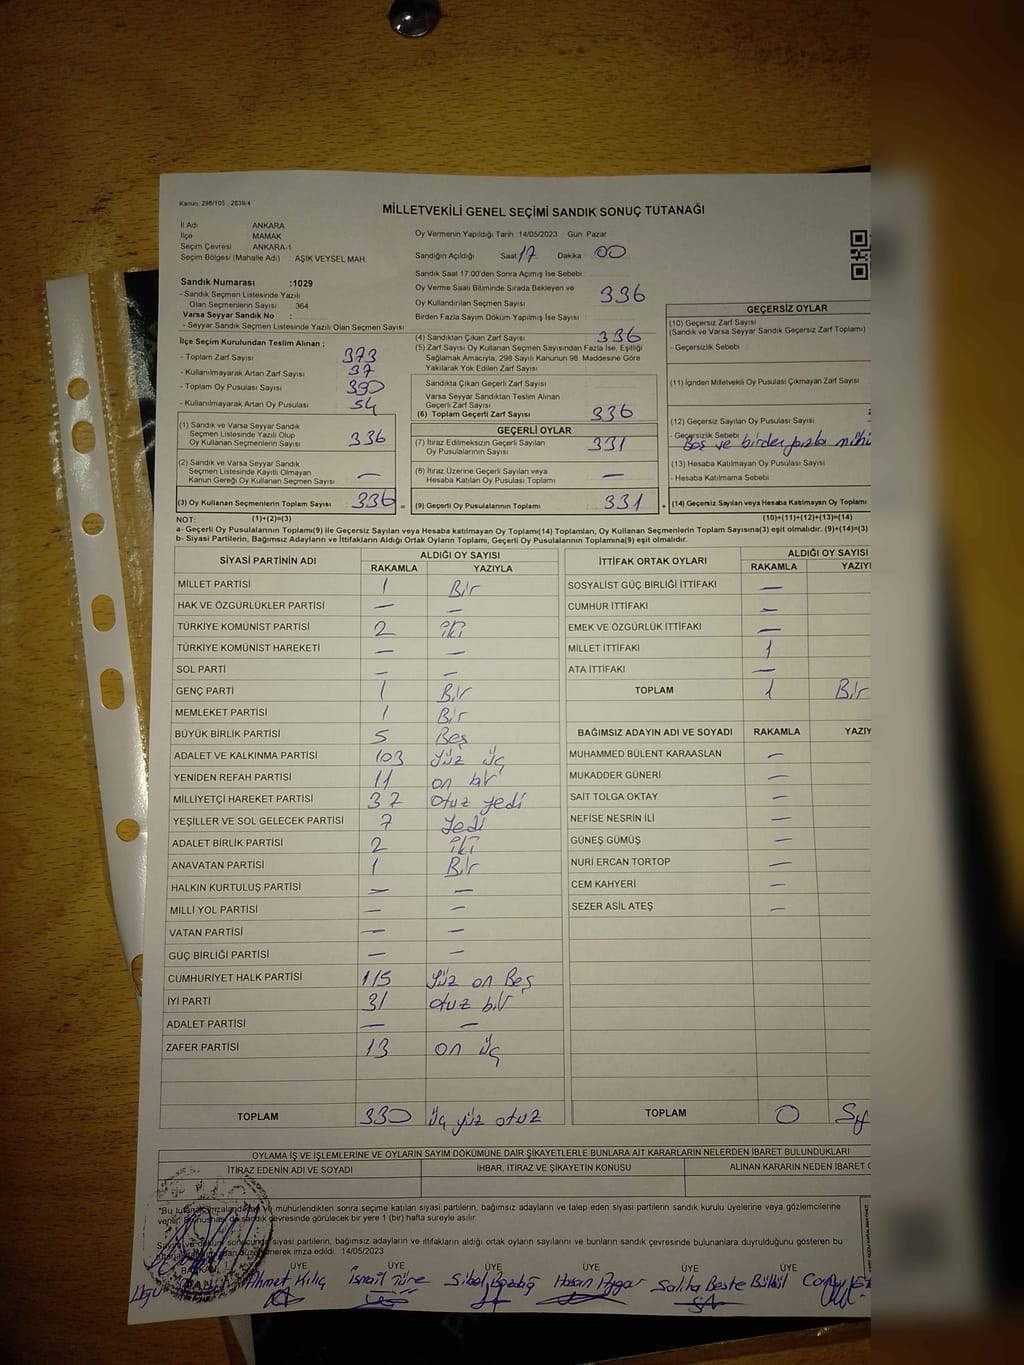 Kanun: 298/105 , 2839/4
MİLLETVEKİLİ GENEL SEÇİMİ SANDIK SONUÇ TUTANAĞI
İl Adı ANKARA
İlçe MAMAK
Seçim Çevresi ANKARA-1
Seçim Bölgesi (Mahalle Adı) : AŞIK VEYSEL MAH.
Oy Vermenin Yapıldığı Tarih :14/05/2023 Gün: Pazar
Sandığın Açıldığı Saat 17 Dakika 00
Sandık Saat 17:00'den Sonra Açımış İse Sebebi
Oy Verme Saati Bitiminde Sırada Bekleyen ve
Oy Kullandırılan Seçmen Sayısı 336
Birden Fazla Sayım Döküm Yapılmış İse Sayısı :
Sandık Numarası :1029
- Sandık Seçmen Listesinde Yazılı
Olan Seçmenlerin Sayısı : 364
Varsa Seyyar Sandık No :
- Seyyar Sandık Seçmen Listesinde Yazılı Olan Seçmen Sayısı
İlçe Seçim Kurulundan Teslim Alınan ;
- Toplam Zarf Sayısı 373
- Kullanılmayarak Artan Zarf Sayısı 37
- Toplam Oy Pusulası Sayısı 390
- Kullanılmayarak Artan Oy Pusulası 54
(1) Sandık ve Varsa Seyyar Sandık
Seçmen Listesinde Yazılı Olup
Oy Kullanan Seçmenlerin Sayısı 336
(2) Sandık ve Varsa Seyyar Sandık
Seçmen Listesinde Kayıtlı Olmayan
Kanun Gereği Oy Kullanan Seçmen Sayısı —
(3) Oy Kullanan Seçmenlerin Toplam Sayısı 336 =
(4) Sandıktan Çıkan Zarf Sayısı 336
(5) Zarf Sayısı Oy Kullanan Seçmen Sayısından Fazla İse, Eşitliği
Sağlamak Amacıyla, 298 Sayılı Kanunun 98. Maddesine Göre
Yakılarak Yok Edilen Zarf Sayısı
Sandıkta Çıkan Geçerli Zarf Sayısı
Varsa Seyyar Sandıktan Teslim Alınan
Geçerli Zarf Sayısı
(6) Toplam Geçerli Zarf Sayısı 336
GEÇERLİ OYLAR
(7) İtiraz Edilmeksizin Geçerli Sayılan
Oy Pusulalarının Sayısı 331
(8) İtiraz Üzerine Geçerli Sayılan veya
Hesaba Katılan Oy Pusulası Toplamı —
(9) Geçerli Oy Pusulalarının Toplamı : 331 +
GEÇERSİZ OYLAR
(10) Geçersiz Zarf Sayısı
(Sandık ve Varsa Seyyar Sandık Geçersiz Zarf Toplamı)
- Geçersizlik Sebebi :
(11) İçinden Milletvekili Oy Pusulası Çıkmayan Zarf Sayısı
(12) Geçersiz Sayılan Oy Pusulası Sayısı
- Geçersizlik Sebebi Boş ve birden fazla mühü
(13) Hesaba Katılmayan Oy Pusulası Sayısı
- Hesaba Katılmama Sebebi
(14) Geçersiz Sayılan veya Hesaba Katılmayan Oy Toplamı
NOT: (1)+(2)=(3) (10)+(11)+(12)+(13)=(14)
a- Geçerli Oy Pusulalarının Toplamı(9) ile Geçersiz Sayılan veya Hesaba katılmayan Oy Toplamı(14) Toplamları, Oy Kullanan Seçmenlerin Toplam Sayısına(3) eşit olmalıdır. (9)+(14)=(3)
b- Siyasi Partilerin, Bağımsız Adayların ve İttifakların Aldığı Ortak Oyların Toplamı, Geçerli Oy Pusulalarının Toplamına(9) eşit olmalıdır.
SİYASİ PARTİNİN ADI ALDIĞI OY SAYISI
RAKAMLA YAZIYLA
MİLLET PARTİSİ 1 Bir
HAK VE ÖZGÜRLÜKLER PARTİSİ — —
TÜRKİYE KOMÜNİST PARTİSİ 2 iki
TÜRKİYE KOMÜNİST HAREKETİ — —
SOL PARTİ — —
GENÇ PARTİ 1 Bir
MEMLEKET PARTİSİ 1 Bir
BÜYÜK BİRLİK PARTİSİ 5 Beş
ADALET VE KALKINMA PARTİSİ 103 Yüz üç
YENİDEN REFAH PARTİSİ 11 on bir
MİLLİYETÇİ HAREKET PARTİSİ 37 otuz yedi
YEŞİLLER VE SOL GELECEK PARTİSİ 7 Yedi
ADALET BİRLİK PARTİSİ 2 iki
ANAVATAN PARTİSİ 1 Bir
HALKIN KURTULUŞ PARTİSİ — —
MİLLİ YOL PARTİSİ — —
VATAN PARTİSİ — —
GÜÇ BİRLİĞİ PARTİSİ — —
CUMHURİYET HALK PARTİSİ 115 Yüz on Beş
İYİ PARTİ 31 otuz bir
ADALET PARTİSİ — —
ZAFER PARTİSİ 13 on üç
TOPLAM 330 üç yüz otuz
İTTİFAK ORTAK OYLARI ALDIĞI OY SAYISI
RAKAMLA YAZIY
SOSYALİST GÜÇ BİRLİĞİ İTTİFAKI —
CUMHUR İTTİFAKI —
EMEK VE ÖZGÜRLÜK İTTİFAKI —
MİLLET İTTİFAKI 1
ATA İTTİFAKI —
TOPLAM 1 Bir
BAĞIMSIZ ADAYIN ADI VE SOYADI RAKAMLA YAZIY
MUHAMMED BÜLENT KARAASLAN —
MUKADDER GÜNERİ —
SAİT TOLGA OKTAY —
NEFİSE NESRİN İLİ —
GÜNEŞ GÜMÜŞ —
NURİ ERCAN TORTOP —
CEM KAHYERİ —
SEZER ASİL ATEŞ —
TOPLAM 0 Sıf
OYLAMA İŞ VE İŞLEMLERİNE VE OYLARIN SAYIM DÖKÜMÜNE DAİR ŞİKAYETLERLE BUNLARA AİT KARARLARIN NELERDEN İBARET BULUNDUKLARI
İTİRAZ EDENİN ADI VE SOYADI İHBAR, İTİRAZ VE ŞİKAYETİN KONUSU ALINAN KARARIN NEDEN İBARET O
*Bu tutanak imzalandıktan ve mühürlendikten sonra seçime katılan siyasi partilerin, bağımsız adayların ve talep eden siyasi partilerin sandık kurulu üyelerine veya gözlemcilerine
sandık çevresinde görülecek bir yere 1 (bir) hafta süreyle asılır.
siyasi partilerin, bağımsız adayların ve ittifakların aldığı ortak oyların sayılarını ve bunların sandık çevresinde bulunanlara duyrulduğunu gösteren bu
imza edildi. 14/05/2023
BAŞKAN ÜYE ÜYE ÜYE ÜYE ÜYE ÜYE
Ahmet Kılıç İsmail Türe Sibel Bozdağ Hasan Saliha Beste Bülbül